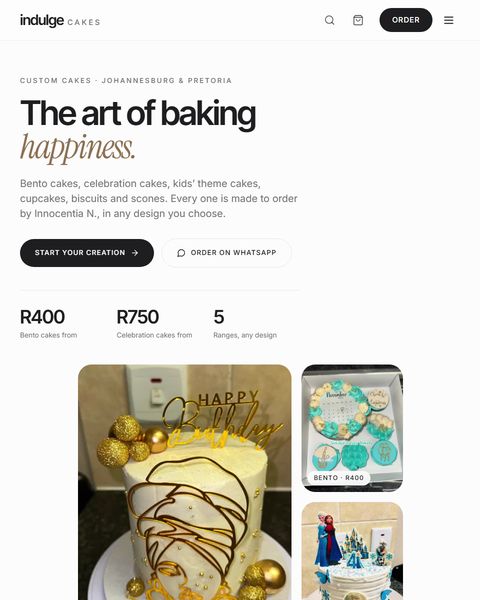 indulge CAKES
ORDER
CUSTOM CAKES · JOHANNESBURG & PRETORIA
The art of baking
happiness.
Bento cakes, celebration cakes, kids’ theme cakes,
cupcakes, biscuits and scones. Every one is made to order
by Innocentia N., in any design you choose.
START YOUR CREATION →
ORDER ON WHATSAPP
R400
Bento cakes from
R750
Celebration cakes from
5
Ranges, any design
HAPPY
Birthday
November
BENTO · R400